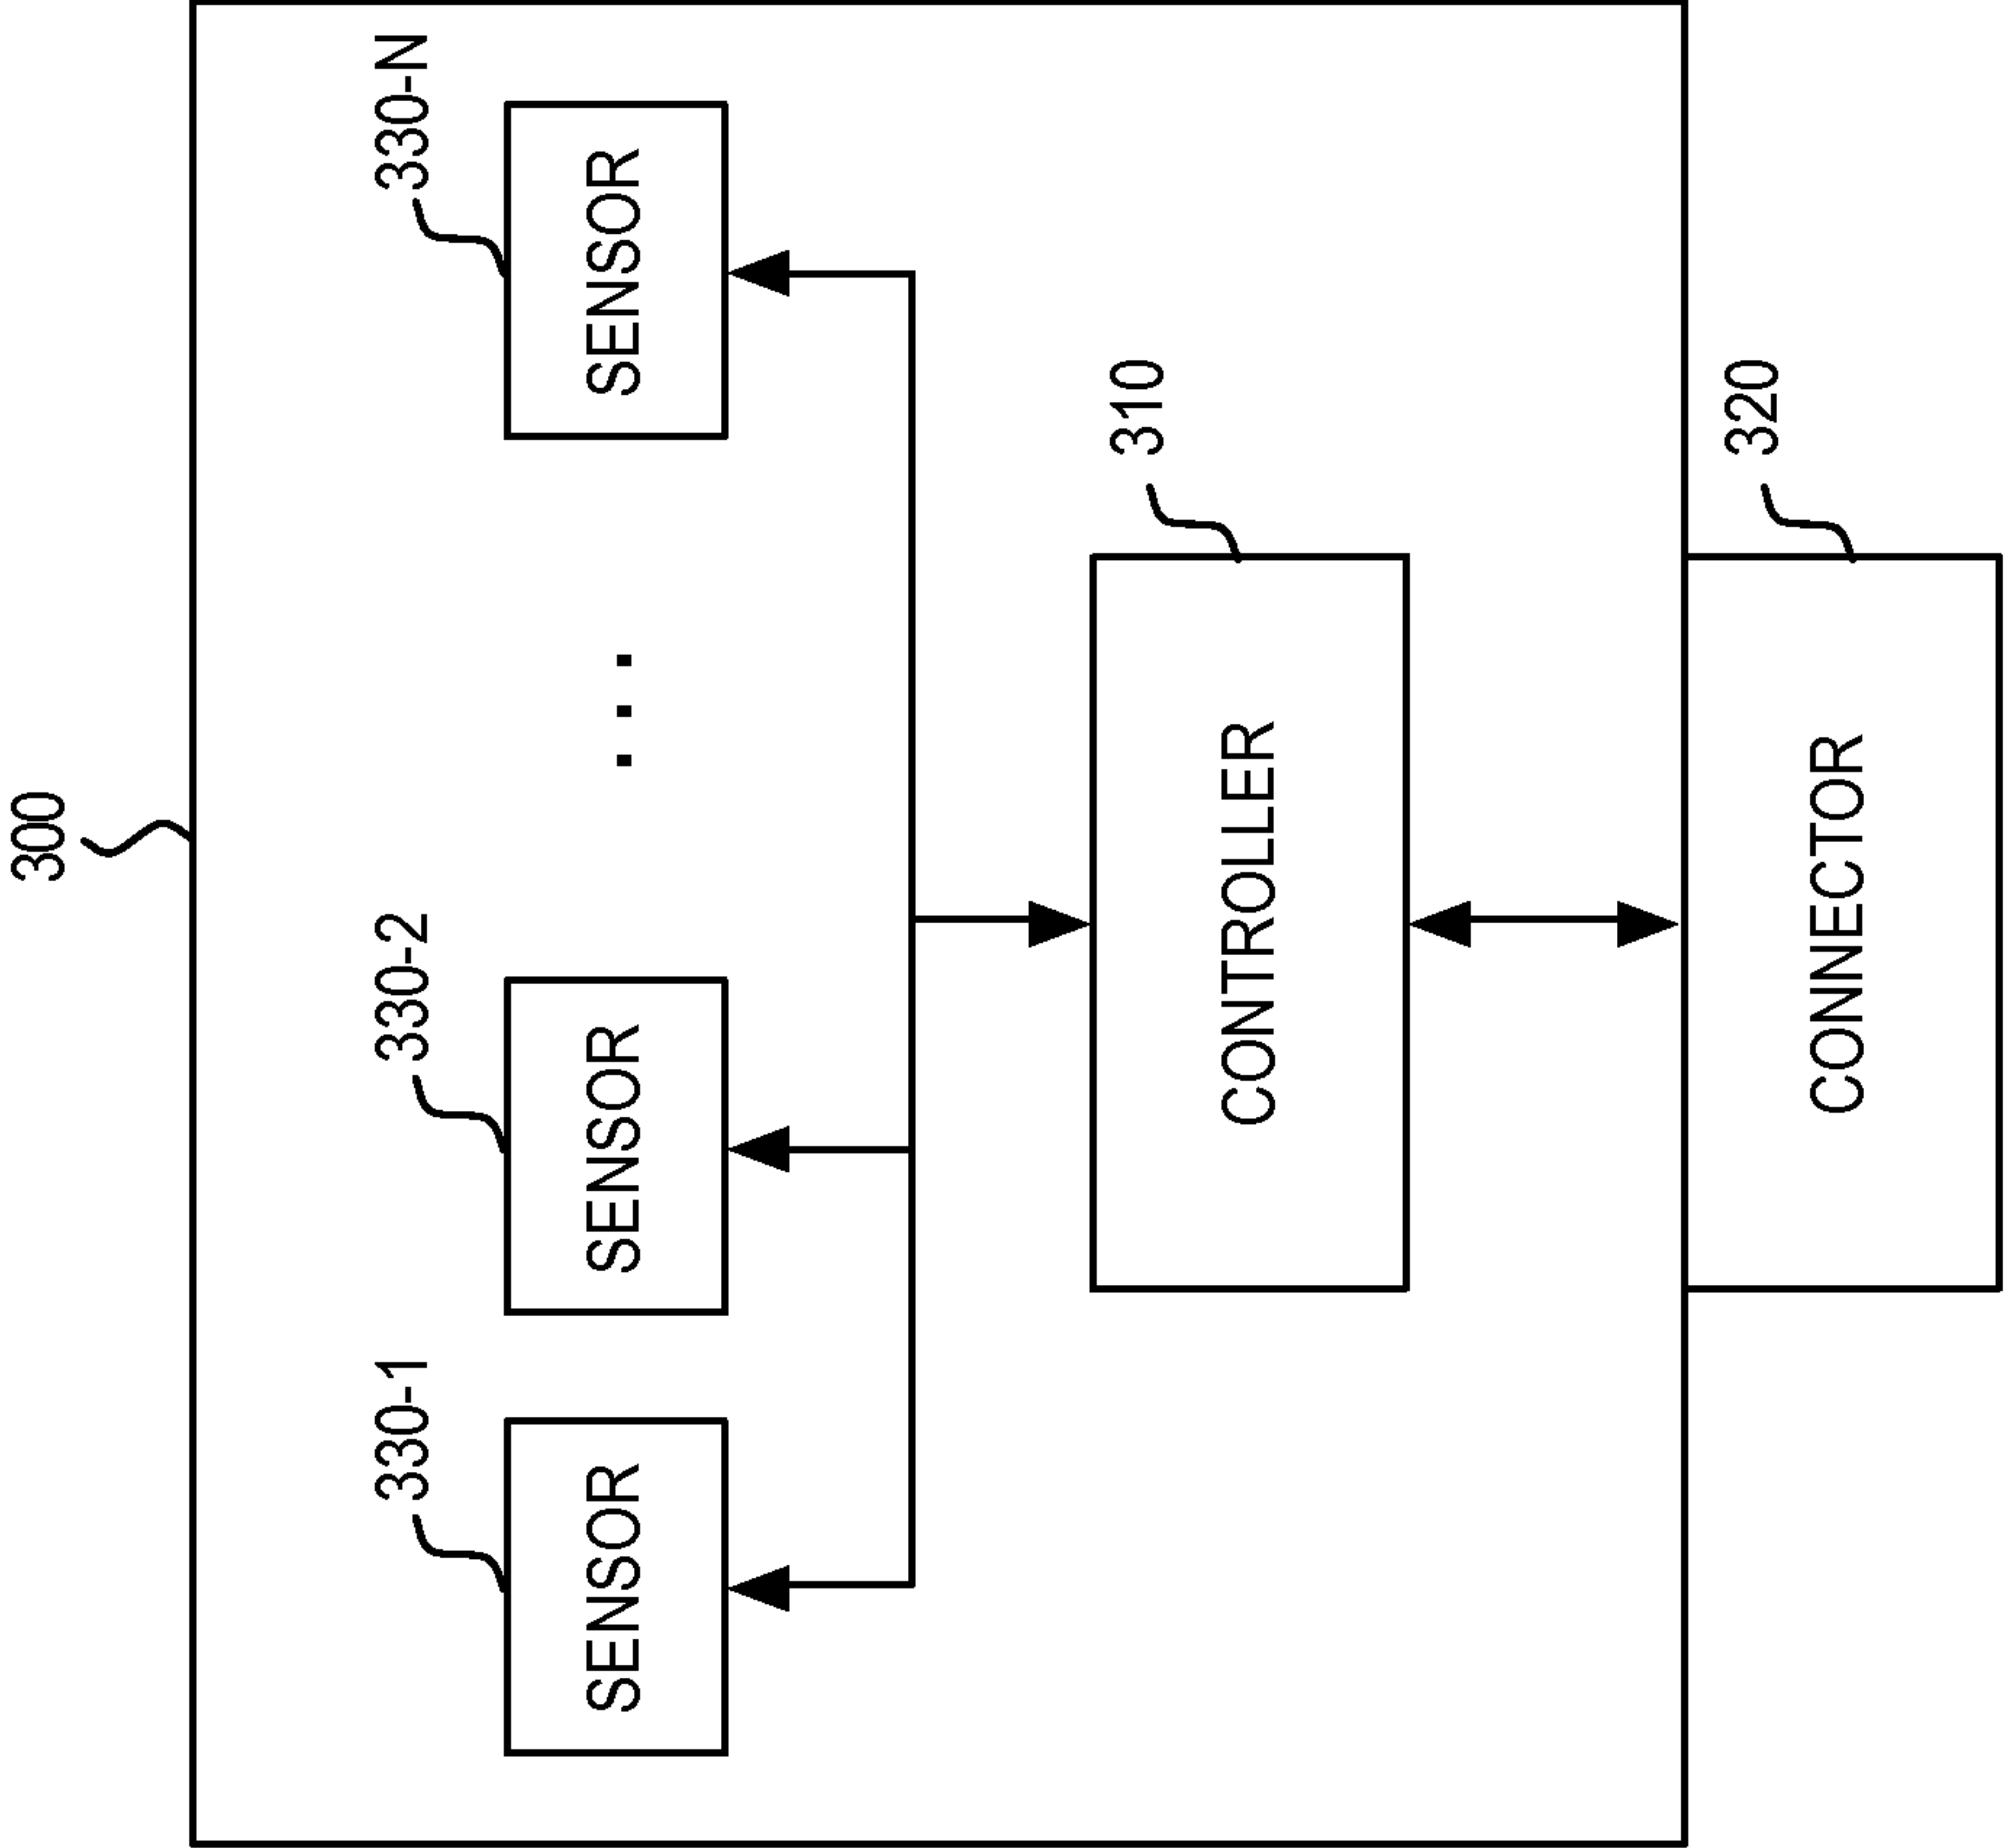 300
330-1
330-2
330-N
SENSOR
SENSOR
...
SENSOR
310
CONTROLLER
320
CONNECTOR